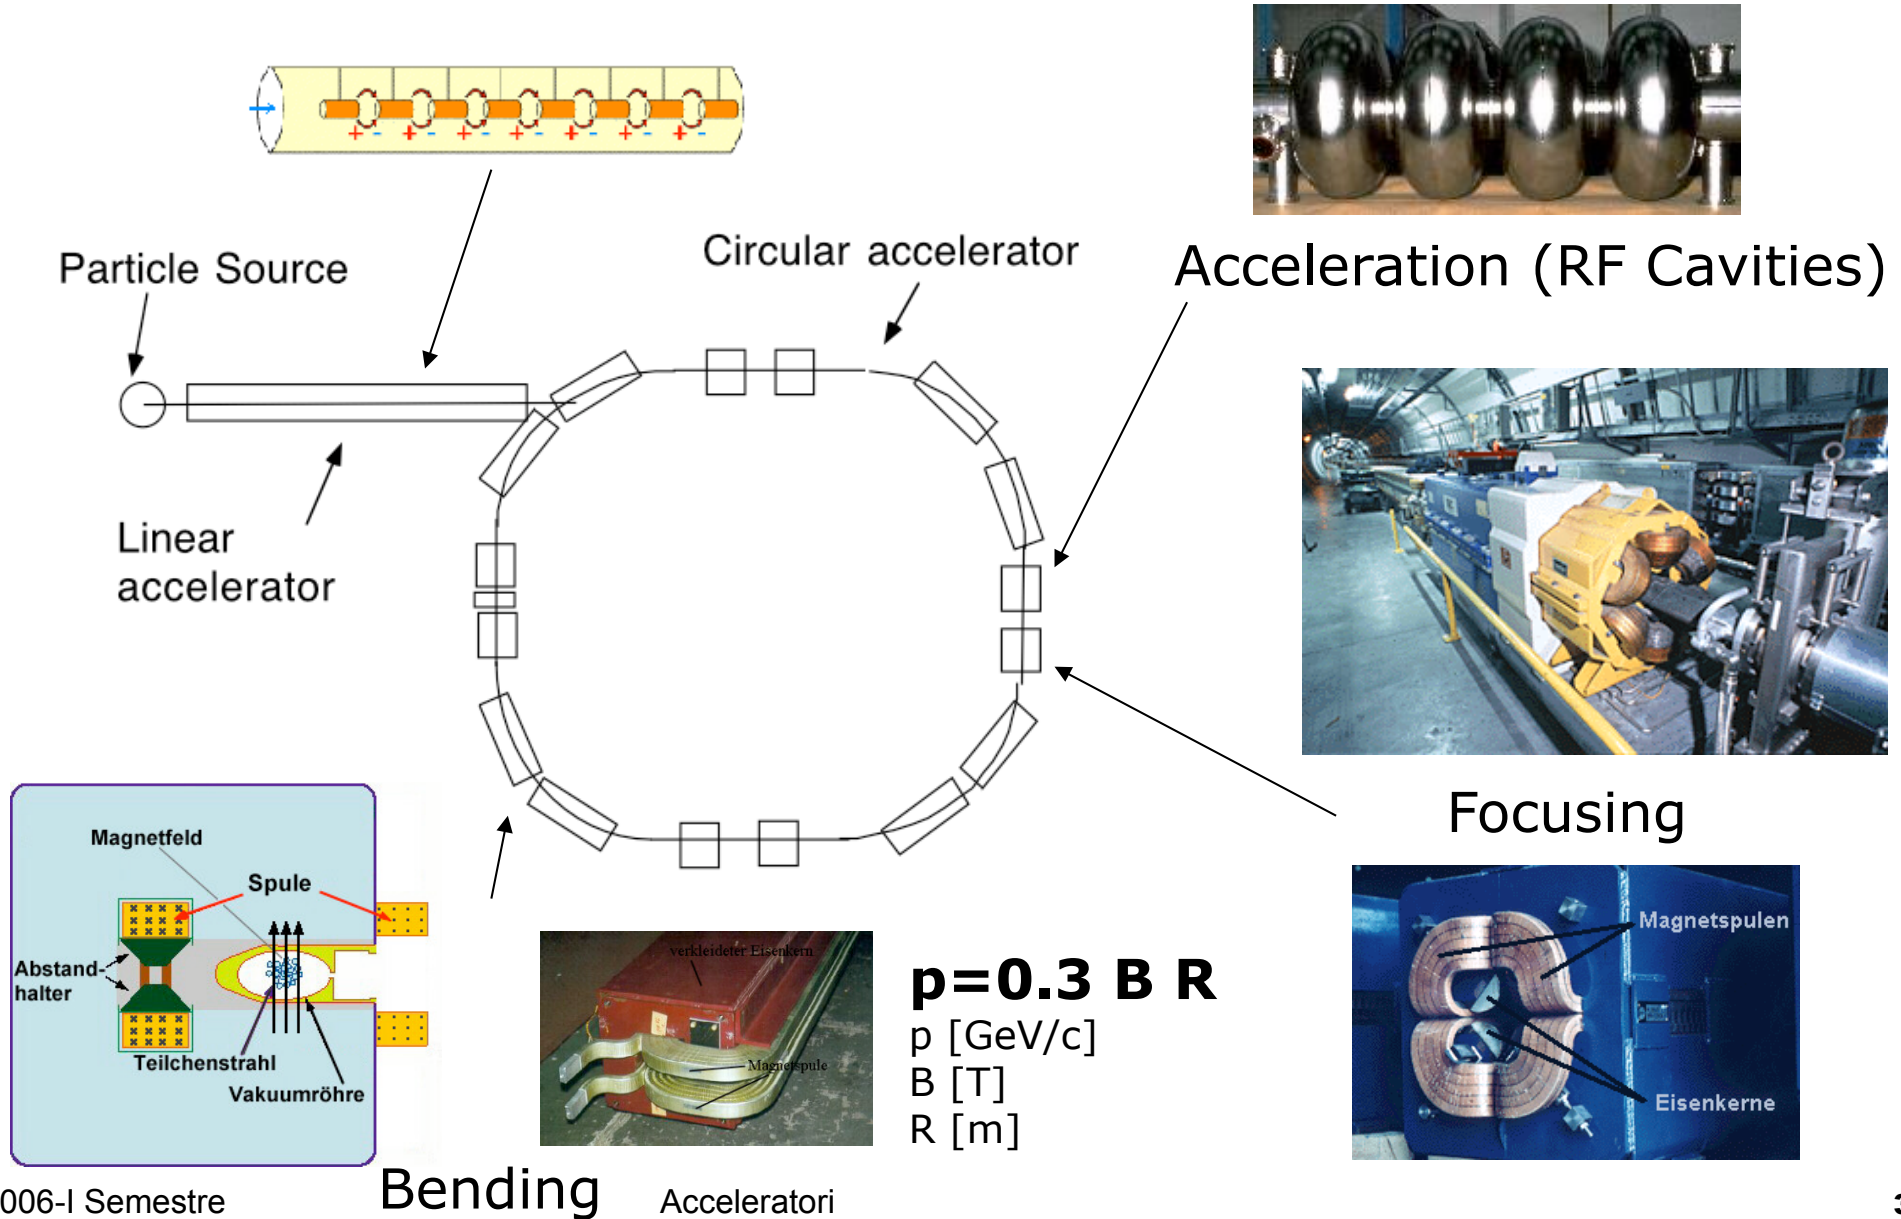 + - + - + - + - + - + - + -
Particle Source
Circular accelerator
Acceleration (RF Cavities)
Linear
accelerator
Focusing
Magnetfeld
Spule
Abstand-
halter
Teilchenstrahl
Vakuumröhre
verkleideter Eisenkern
Magnetspule
p=0.3 B R
p [GeV/c]
B [T]
R [m]
Magnetspulen
Eisenkerne
Bending
006-I Semestre
Acceleratori